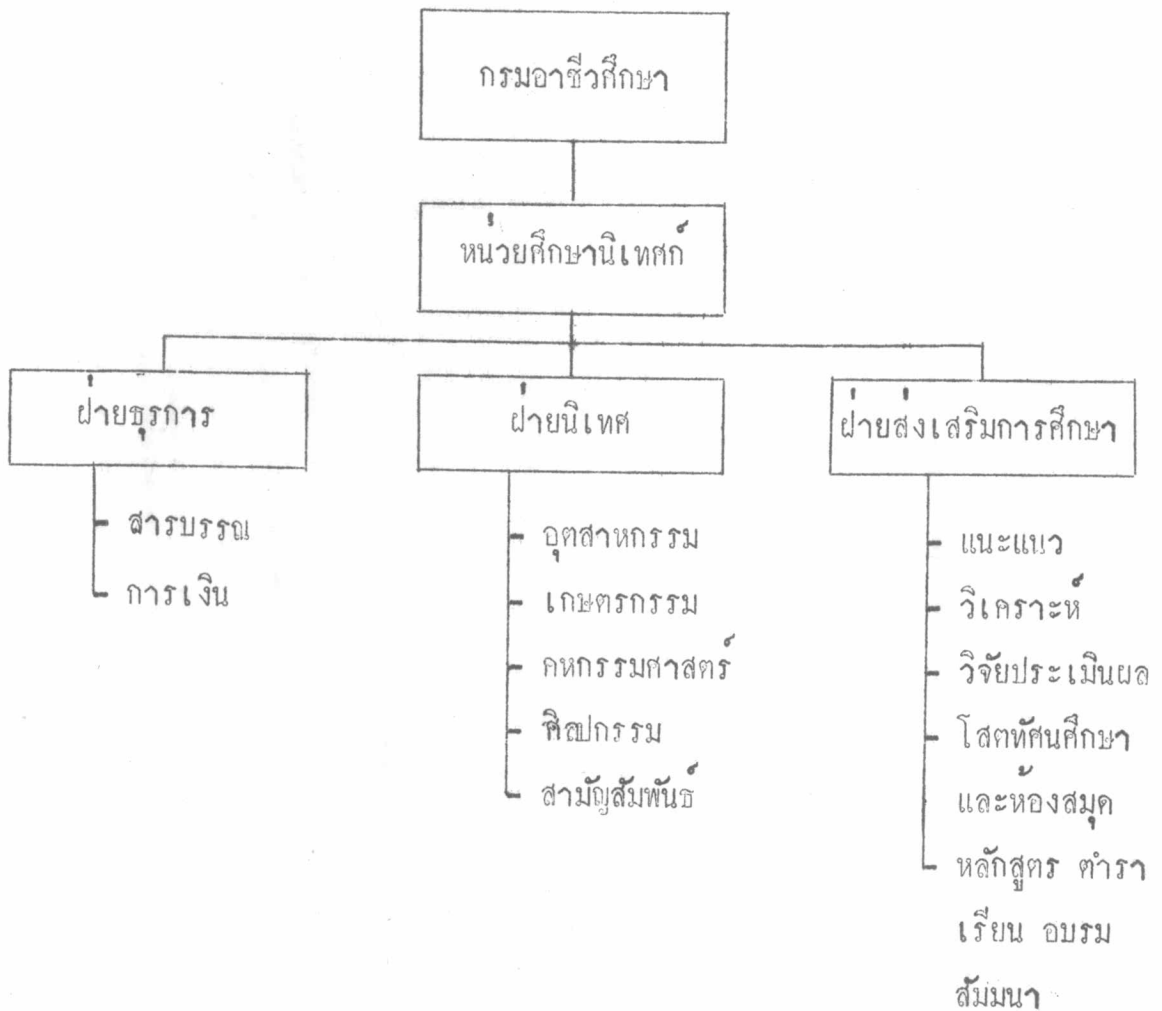 กรมอาชีวศึกษา
หน่วยศึกษานิเทศก์
ฝ่ายธุรการ
- สารบรรณ
- การเงิน
ฝ่ายนิเทศ
- อุตสาหกรรม
- เกษตรกรรม
- คหกรรมศาสตร์
- ศิลปกรรม
- สามัญสัมพันธ์
ฝ่ายส่งเสริมการศึกษา
- แนะแนว
- วิเคราะห์
- วิจัยประเมินผล
- โสตทัศนศึกษา
และห้องสมุด
- หลักสูตร ตำรา
เรียน อบรม
สัมมนา